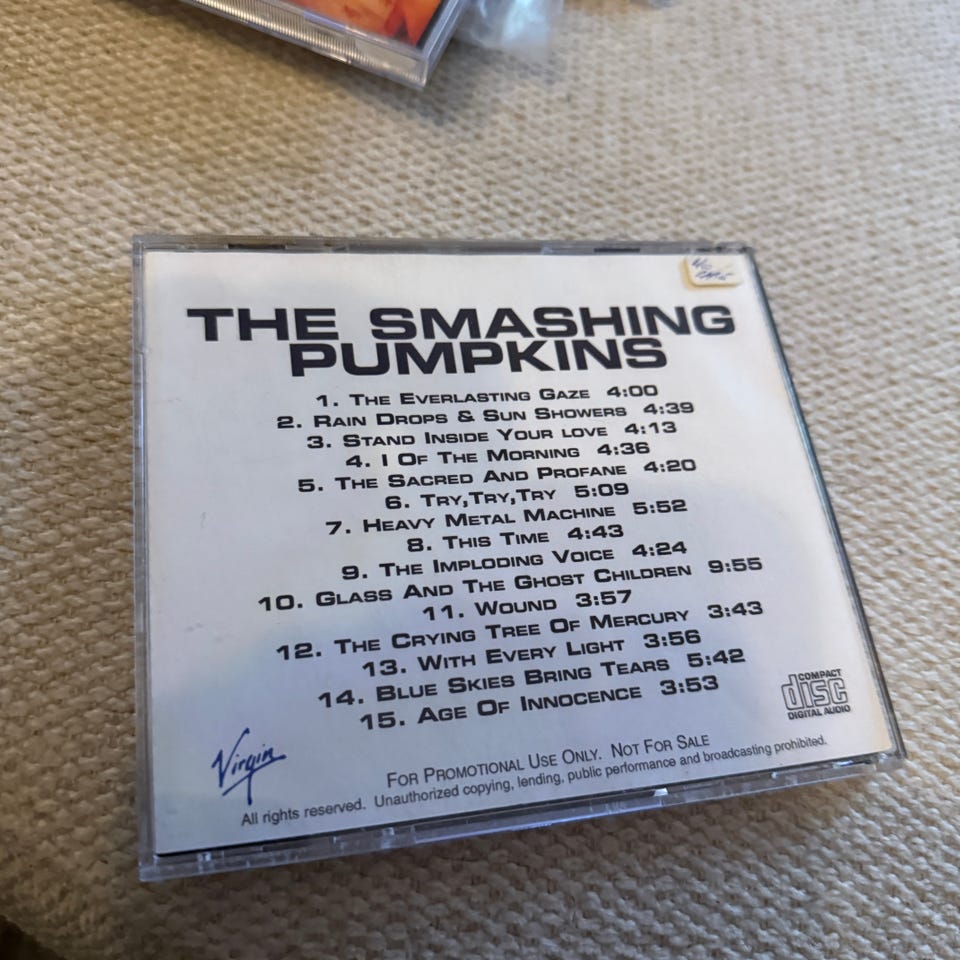 THE SMASHING
PUMPKINS
1. THE EVERLASTING GAZE 4:00
2. RAIN DROPS & SUN SHOWERS 4:39
3. STAND INSIDE YOUR LOVE 4:13
4. I OF THE MORNING 4:36
5. THE SACRED AND PROFANE 4:20
6. TRY,TRY,TRY 5:09
7. HEAVY METAL MACHINE 5:52
8. THIS TIME 4:43
9. THE IMPLODING VOICE 4:24
10. GLASS AND THE GHOST CHILDREN 9:55
11. WOUND 3:57
12. THE CRYING TREE OF MERCURY 3:43
13. WITH EVERY LIGHT 3:56
14. BLUE SKIES BRING TEARS 5:42
15. AGE OF INNOCENCE 3:53
COMPACT
disc
DIGITAL AUDIO
Virgin
FOR PROMOTIONAL USE ONLY. NOT FOR SALE
All rights reserved. Unauthorized copying, lending, public performance and broadcasting prohibited.